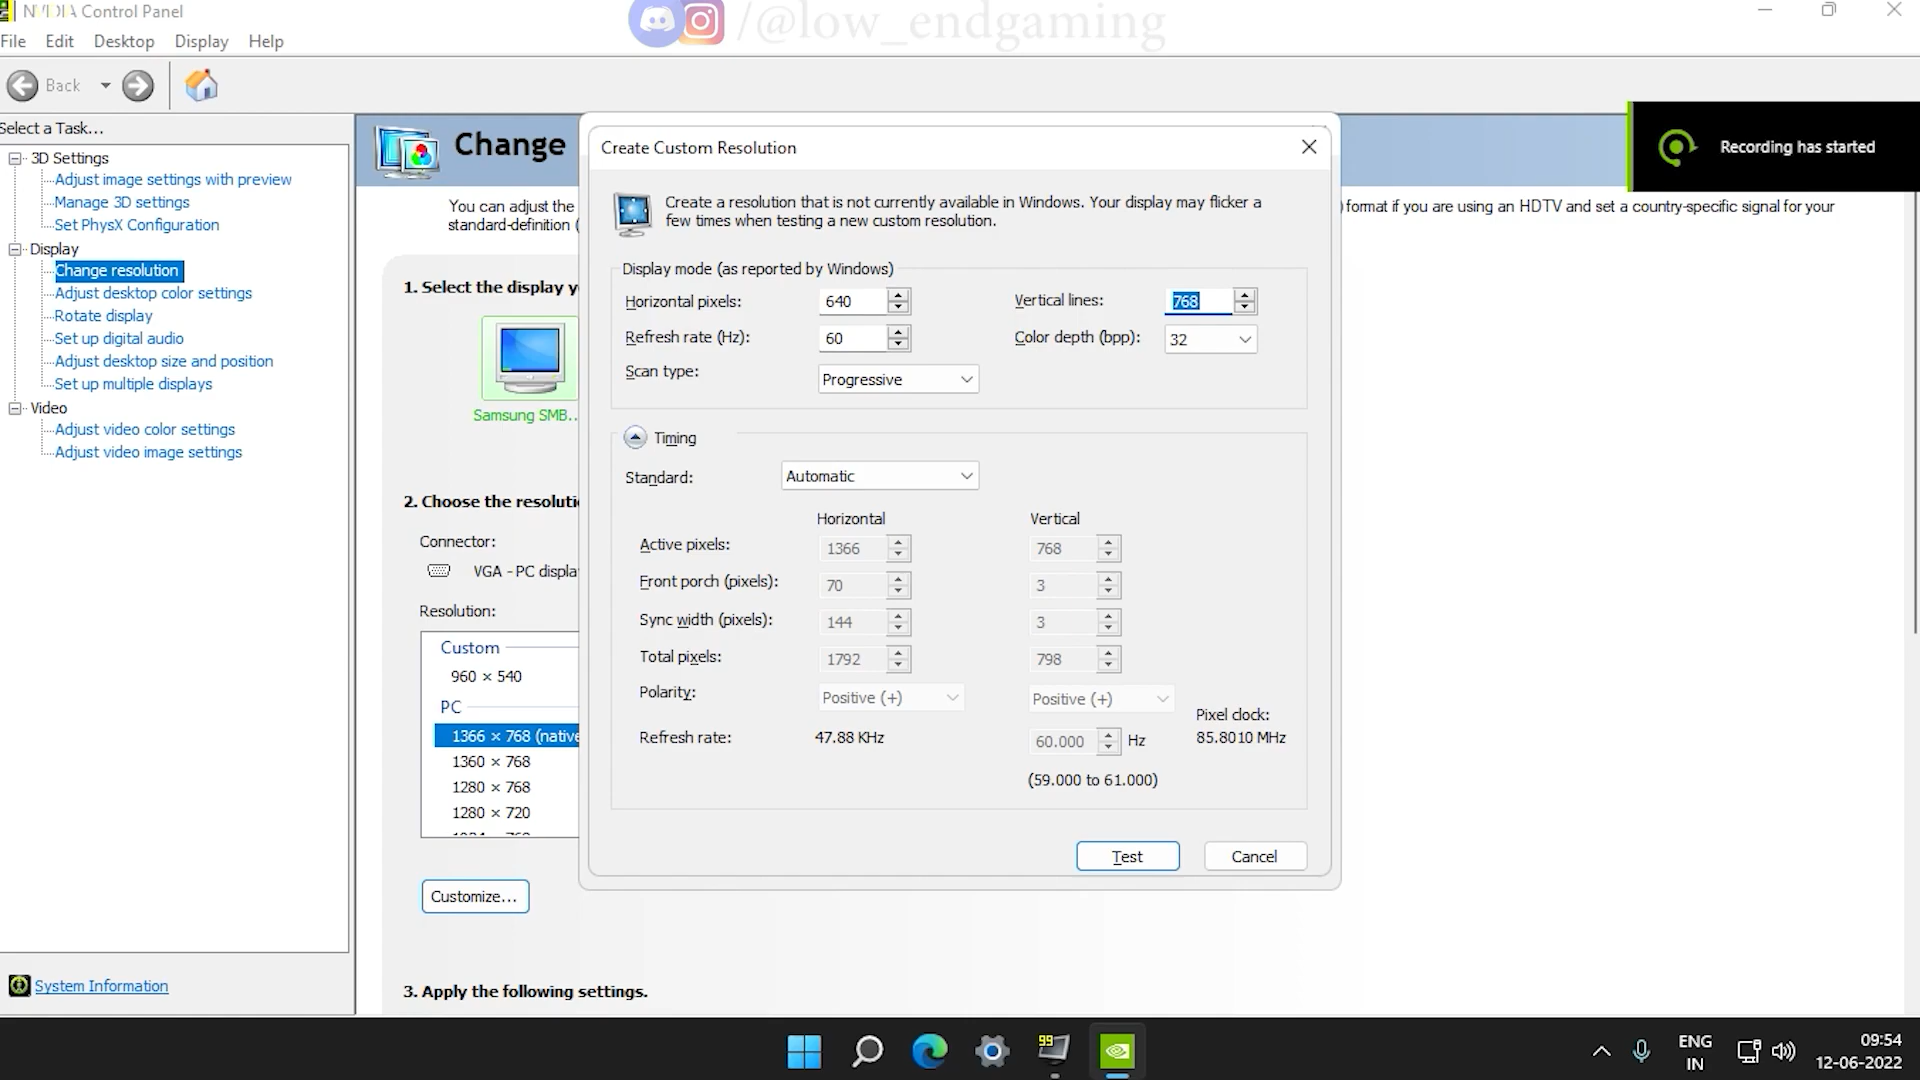 NVIDIA Control Panel
/@low_endgaming
File Edit Desktop Display Help
Back
Select a Task...
3D Settings
Adjust image settings with preview
Manage 3D settings
Set PhysX Configuration
Display
Change resolution
Adjust desktop color settings
Rotate display
Set up digital audio
Adjust desktop size and position
Set up multiple displays
Video
Adjust video color settings
Adjust video image settings
System Information
Change
You can adjust the
) format if you are using an HDTV and set a country-specific signal for your
standard-definition (
1. Select the display y
Samsung SMB...
2. Choose the resoluti
Connector:
VGA - PC displa
Resolution:
Custom
960 × 540
PC
1366 × 768 (native
1360 × 768
1280 × 768
1280 × 720
Customize...
3. Apply the following settings.
Create Custom Resolution
Create a resolution that is not currently available in Windows. Your display may flicker a
few times when testing a new custom resolution.
Display mode (as reported by Windows)
Horizontal pixels: 640 Vertical lines: 768
Refresh rate (Hz): 60 Color depth (bpp): 32
Scan type: Progressive
Timing
Standard: Automatic
Horizontal Vertical
Active pixels: 1366 768
Front porch (pixels): 70 3
Sync width (pixels): 144 3
Total pixels: 1792 798
Polarity: Positive (+) Positive (+)
Pixel clock:
Refresh rate: 47.88 KHz 60.000 Hz 85.8010 MHz
(59.000 to 61.000)
Test Cancel
Recording has started
99
ENG
IN
09:54
12-06-2022